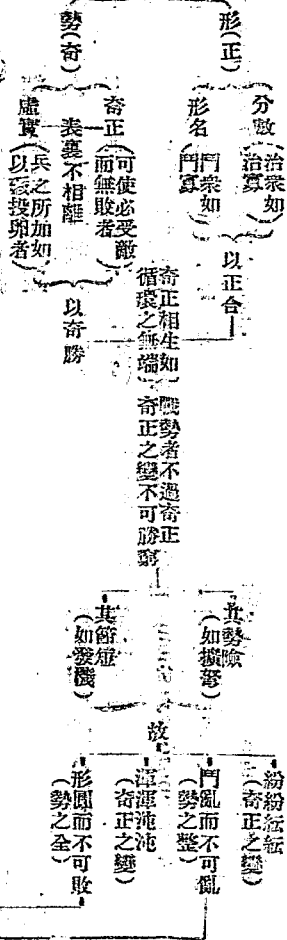 形(正)
分數(治衆如
治寡
形名(鬥衆如
鬥寡
以正合
勢(奇)
奇正(可使必受敵
而無敗者
表裏不相離
虛實(兵之所加如
以碬投卵者
以奇勝
奇正相生如
循環之無端
戰勢者不過奇正
奇正之變不可勝窮
其勢險
(如彍弩)
其節短
(如發機)
故
紛紛紜紜
(奇正之變)
鬥亂而不可亂
(勢之整)
渾渾沌沌
(奇正之變)
形圓而不可敗
(勢之全)